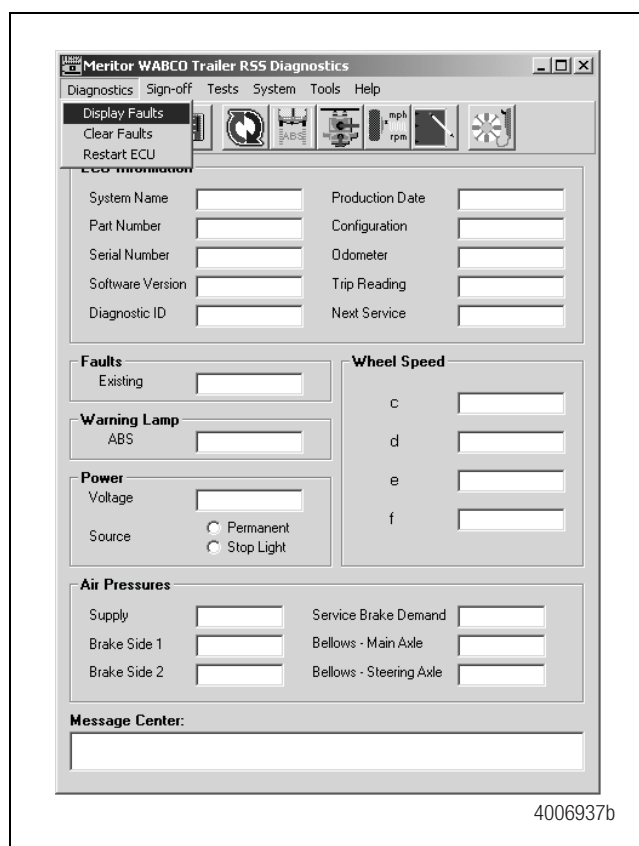 Meritor WABCO Trailer RSS Diagnostics
Diagnostics Sign-off Tests System Tools Help
Display Faults
Clear Faults
Restart ECU
ABS
mph
rpm
ECU Information
System Name Production Date
Part Number Configuration
Serial Number Odometer
Software Version Trip Reading
Diagnostic ID Next Service
Faults Wheel Speed
Existing
c
Warning Lamp
ABS d
Power e
Voltage
f
Source Permanent
Stop Light
Air Pressures
Supply Service Brake Demand
Brake Side 1 Bellows - Main Axle
Brake Side 2 Bellows - Steering Axle
Message Center:
4006937b